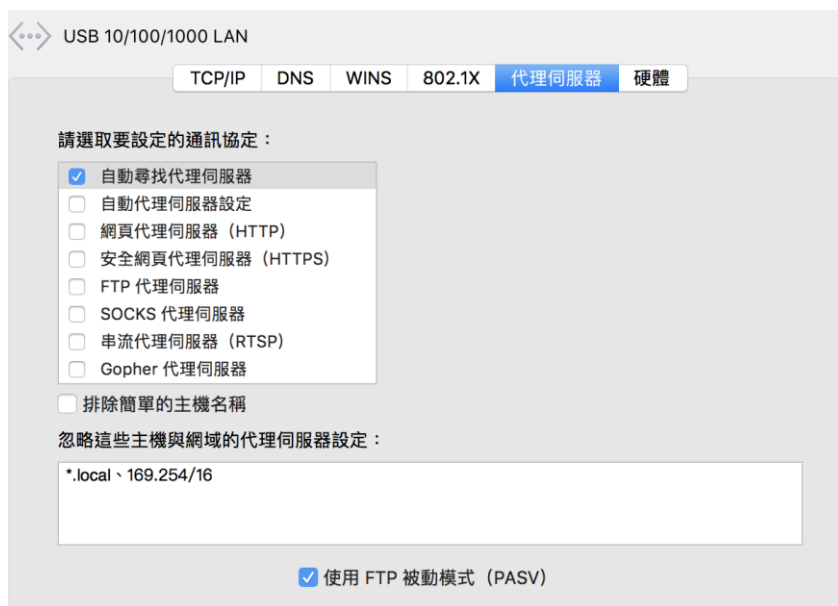 USB 10/100/1000 LAN
TCP/IP DNS WINS 802.1X 代理伺服器 硬體
請選取要設定的通訊協定：
自動尋找代理伺服器
自動代理伺服器設定
網頁代理伺服器（HTTP）
安全網頁代理伺服器（HTTPS）
FTP 代理伺服器
SOCKS 代理伺服器
串流代理伺服器（RTSP）
Gopher 代理伺服器
排除簡單的主機名稱
忽略這些主機與網域的代理伺服器設定：
*.local、169.254/16
使用 FTP 被動模式（PASV）